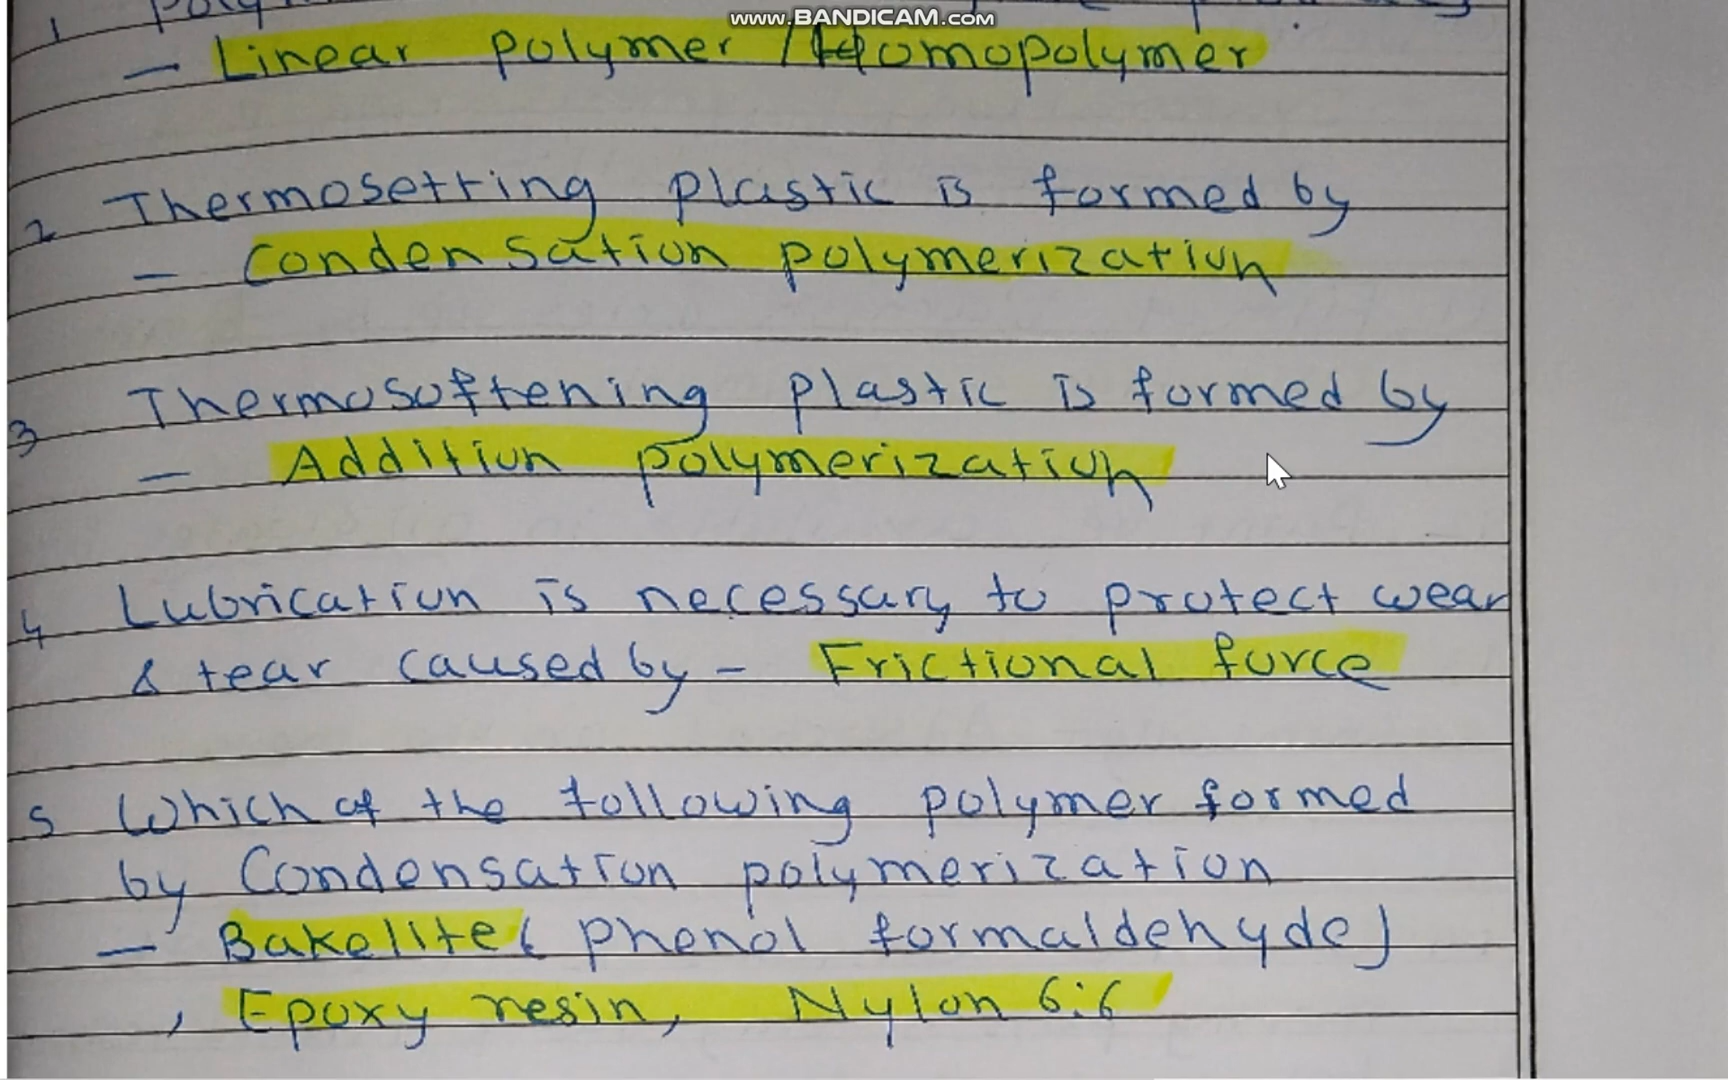 www.BANDICAM.com
1
- Linear polymer / Homopolymer
2 Thermosetting plastic is formed by
- Condensation polymerization
3 Thermosoftening plastic is formed by
- Addition polymerization
4 Lubrication is necessary to protect wear
& tear caused by - Frictional force
5 Which of the following polymer formed
by Condensation polymerization
- Bakelite ( phenol formaldehyde )
, Epoxy resin, Nylon 6:6